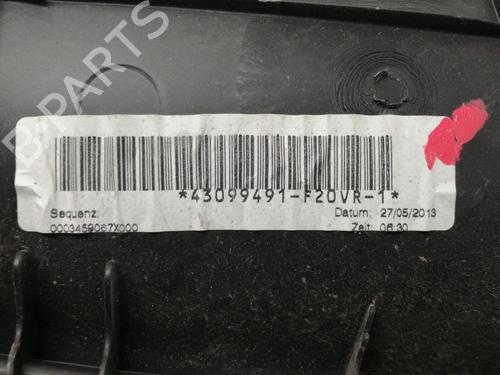 B-PARTS
*43099491-F20VR-1*
Sequenz: Datum: 27/05/2013
0003459067X000 Zeit: 06:30